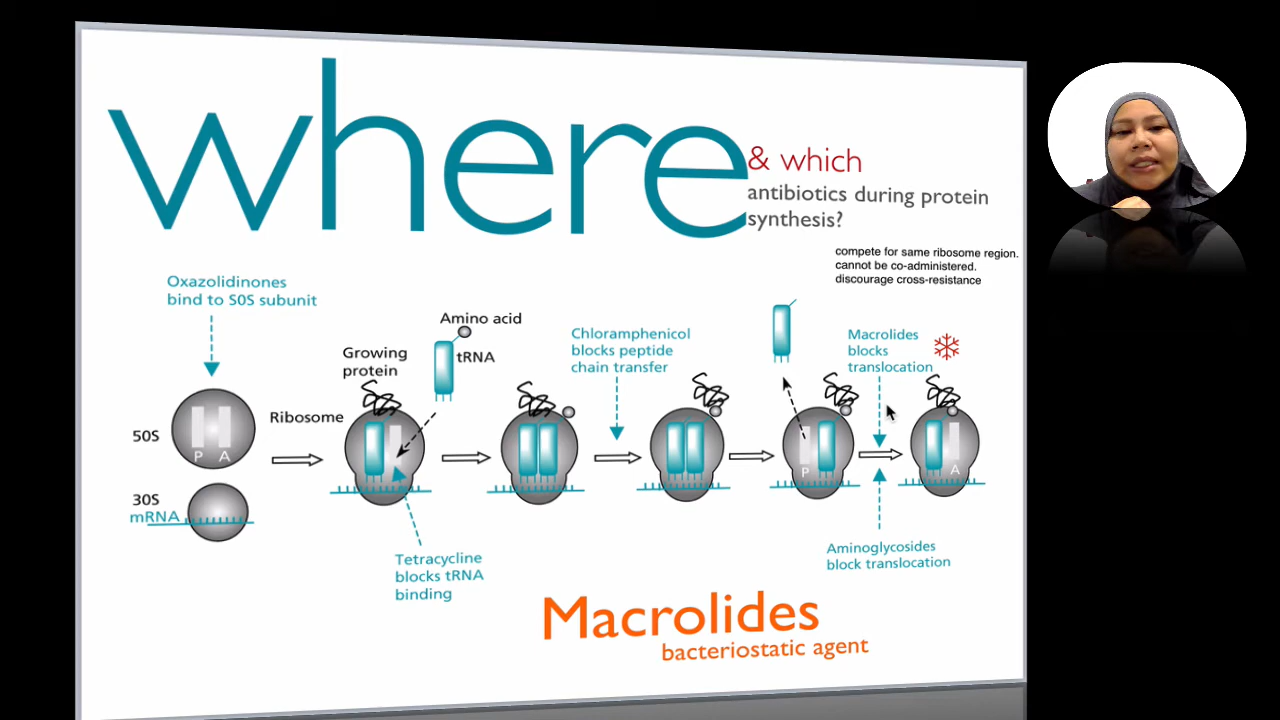 where
& which
antibiotics during protein
synthesis?
compete for same ribosome region.
cannot be co-administered.
discourage cross-resistance
Oxazolidinones
bind to S0S subunit
Amino acid
tRNA
Growing
protein
Chloramphenicol
blocks peptide
chain transfer
Macrolides
blocks
translocation
Ribosome
50S
P A
30S
mRNA
P
A
Tetracycline
blocks tRNA
binding
Aminoglycosides
block translocation
Macrolides
bacteriostatic agent